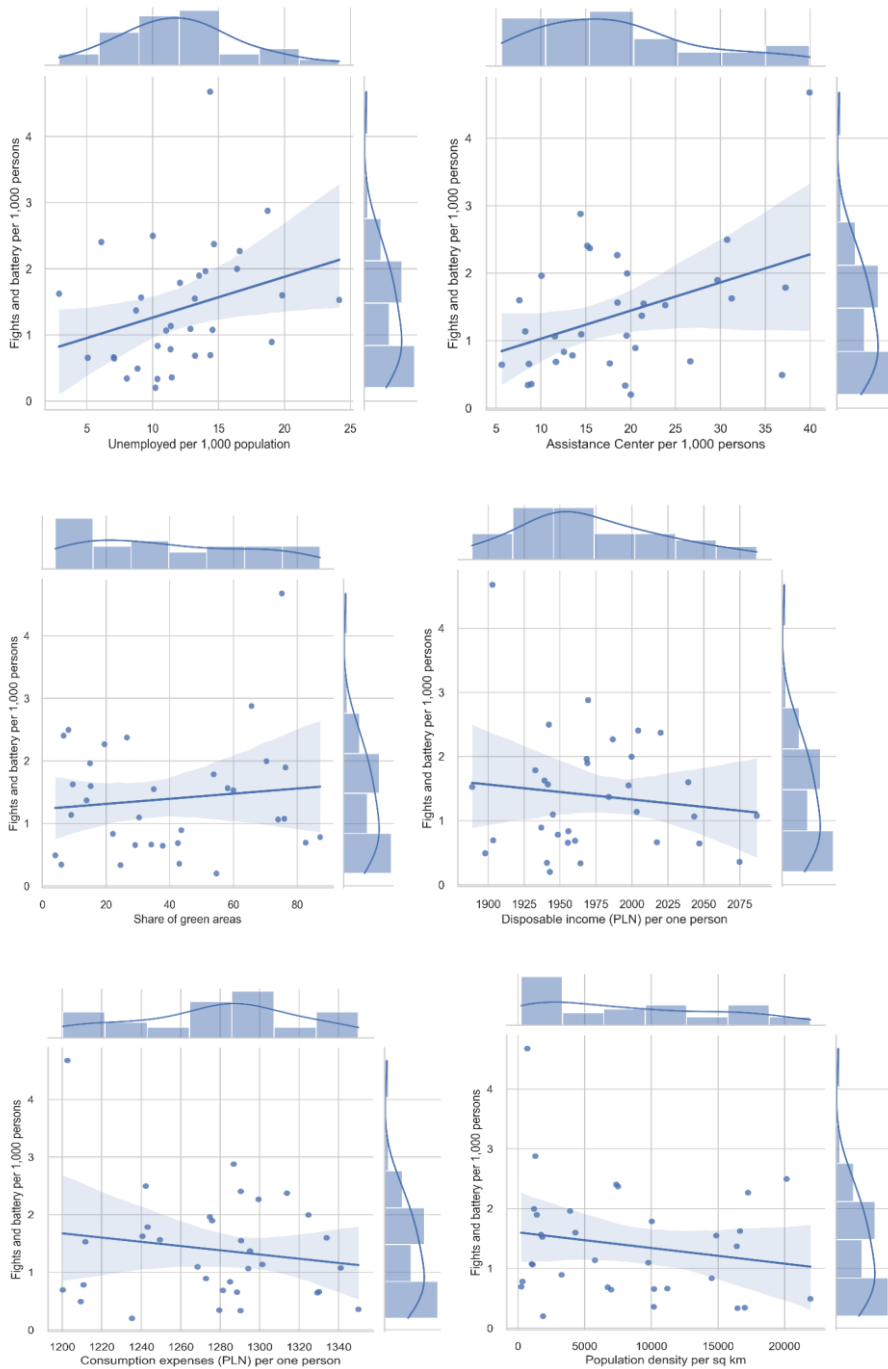 Fights and battery per 1,000 persons
4
3
2
1
0
5 10 15 20 25
Unemployed per 1,000 population
Fights and battery per 1,000 persons
4
3
2
1
0
5 10 15 20 25 30 35 40
Assistance Center per 1,000 persons
Fights and battery per 1,000 persons
4
3
2
1
0
0 20 40 60 80
Share of green areas
Fights and battery per 1,000 persons
4
3
2
1
0
1900 1925 1950 1975 2000 2025 2050 2075
Disposable income (PLN) per one person
Fights and battery per 1,000 persons
4
3
2
1
0
1200 1220 1240 1260 1280 1300 1320 1340
Consumption expenses (PLN) per one person
Fights and battery per 1,000 persons
4
3
2
1
0
0 5000 10000 15000 20000
Population density per sq km